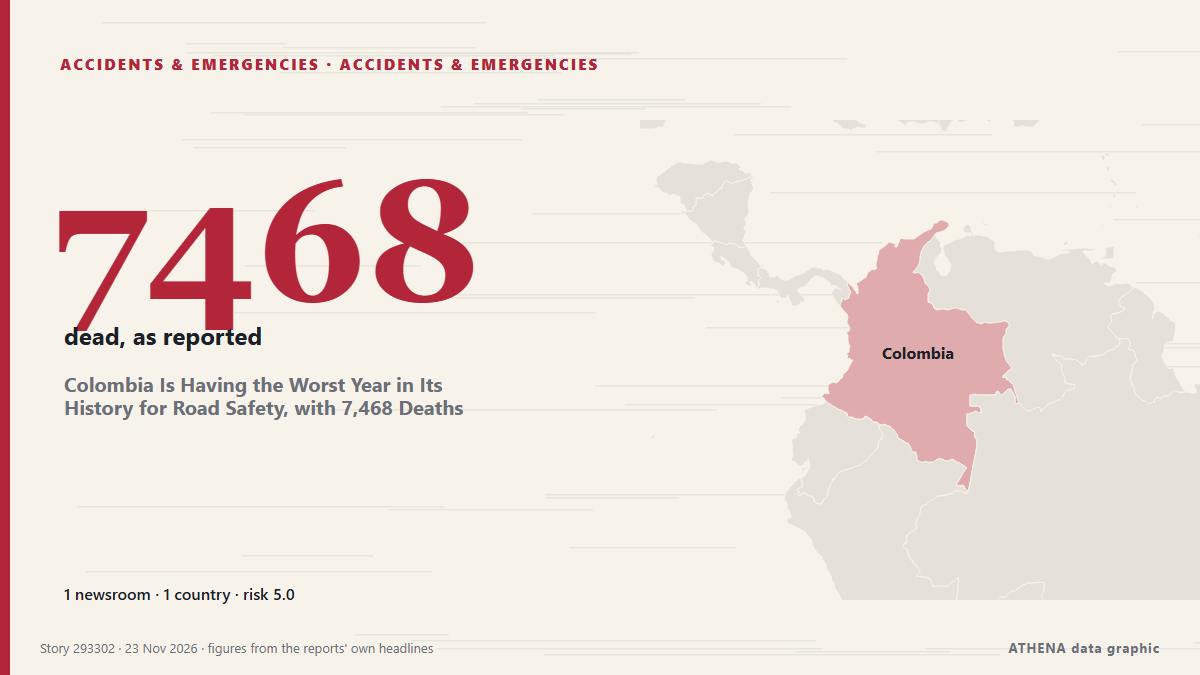 ACCIDENTS & EMERGENCIES · ACCIDENTS & EMERGENCIES
7468
dead, as reported
Colombia Is Having the Worst Year in Its
History for Road Safety, with 7,468 Deaths
Colombia
1 newsroom · 1 country · risk 5.0
Story 293302 · 23 Nov 2026 · figures from the reports' own headlines
ATHENA data graphic